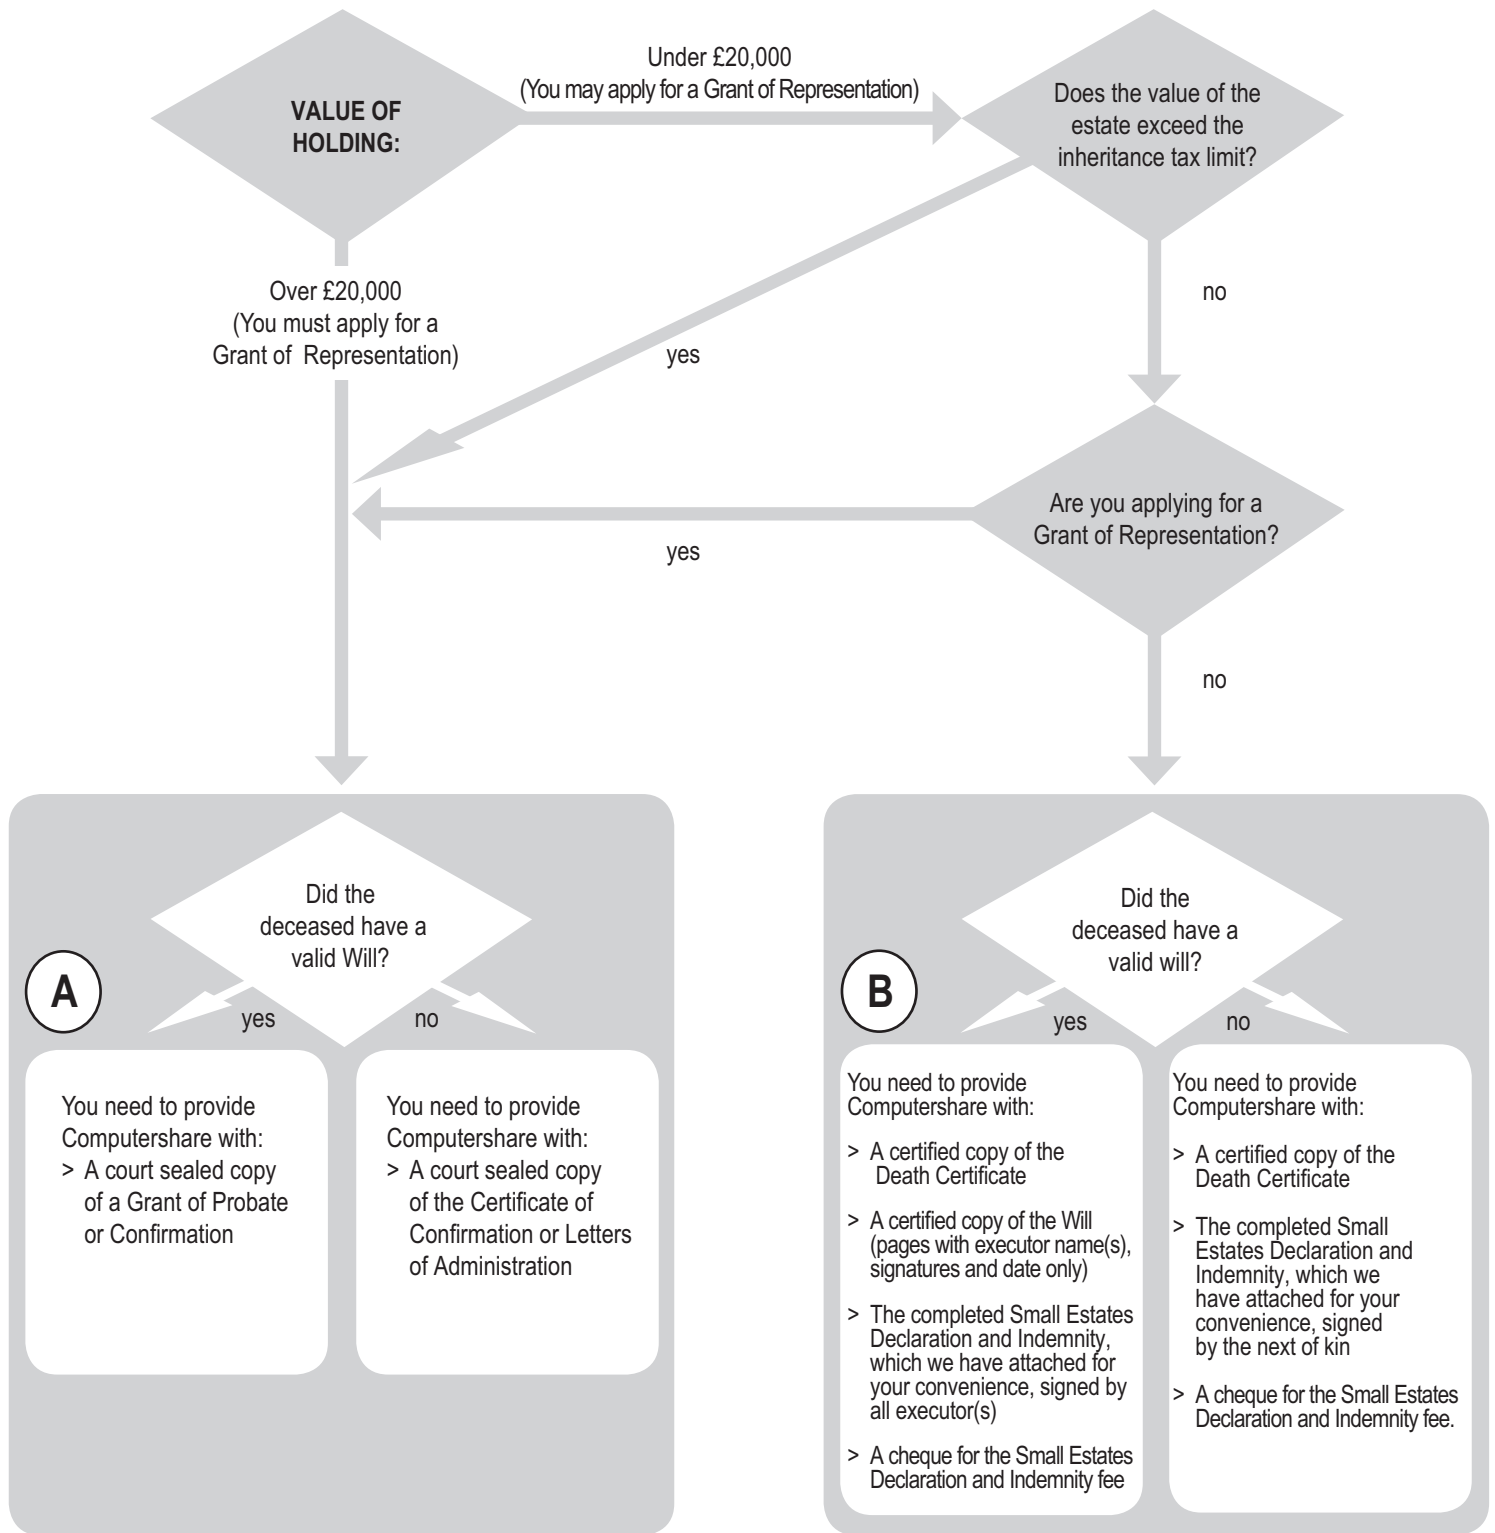 VALUE OF
HOLDING:
Under £20,000
(You may apply for a Grant of Representation)
Does the value of the
estate exceed the
inheritance tax limit?
Over £20,000
(You must apply for a
Grant of Representation)
no
yes
Are you applying for a
Grant of Representation?
yes
no
Did the
deceased have a
valid Will?
A
yes
no
You need to provide
Computershare with:
> A court sealed copy
of a Grant of Probate
or Confirmation
You need to provide
Computershare with:
> A court sealed copy
of the Certificate of
Confirmation or Letters
of Administration
Did the
deceased have a
valid will?
B
yes
no
You need to provide
Computershare with:
> A certified copy of the
Death Certificate
> A certified copy of the Will
(pages with executor name(s),
signatures and date only)
> The completed Small Estates
Declaration and Indemnity,
which we have attached for
your convenience, signed by
all executor(s)
> A cheque for the Small Estates
Declaration and Indemnity fee
You need to provide
Computershare with:
> A certified copy of the
Death Certificate
> The completed Small
Estates Declaration and
Indemnity, which we
have attached for your
convenience, signed
by the next of kin
> A cheque for the Small Estates
Declaration and Indemnity fee.